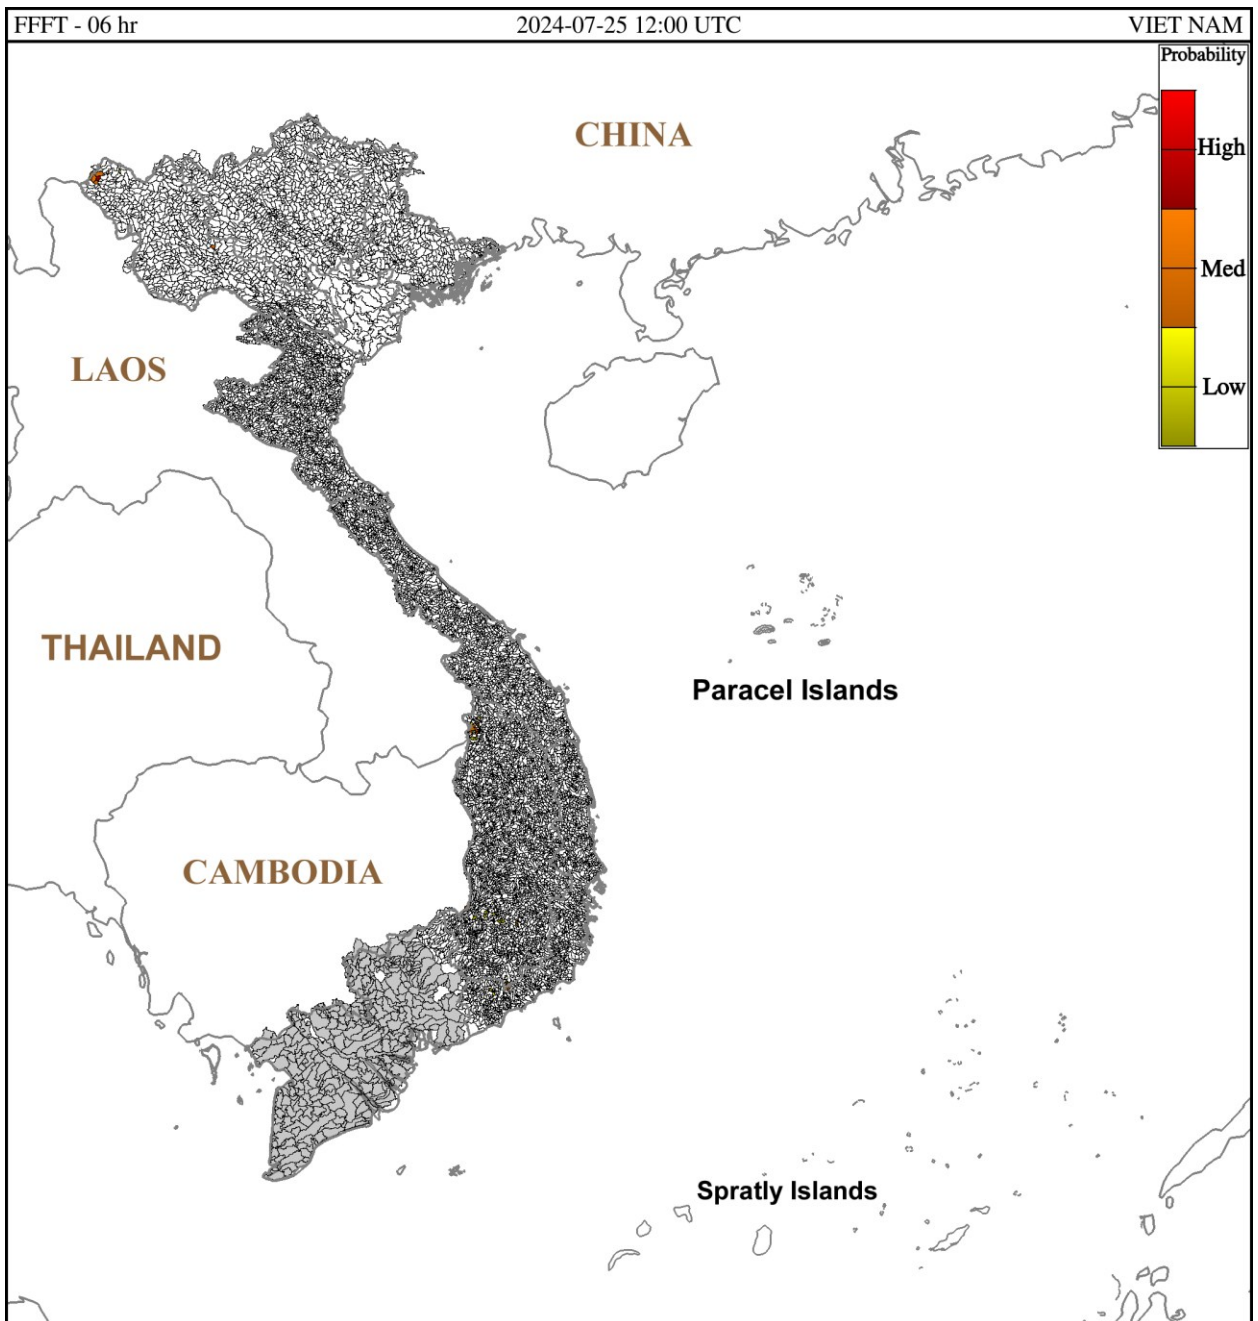 FFFT - 06 hr
2024-07-25 12:00 UTC
VIET NAM
Probability
CHINA
High
Med
LAOS
Low
THAILAND
Paracel Islands
CAMBODIA
Spratly Islands